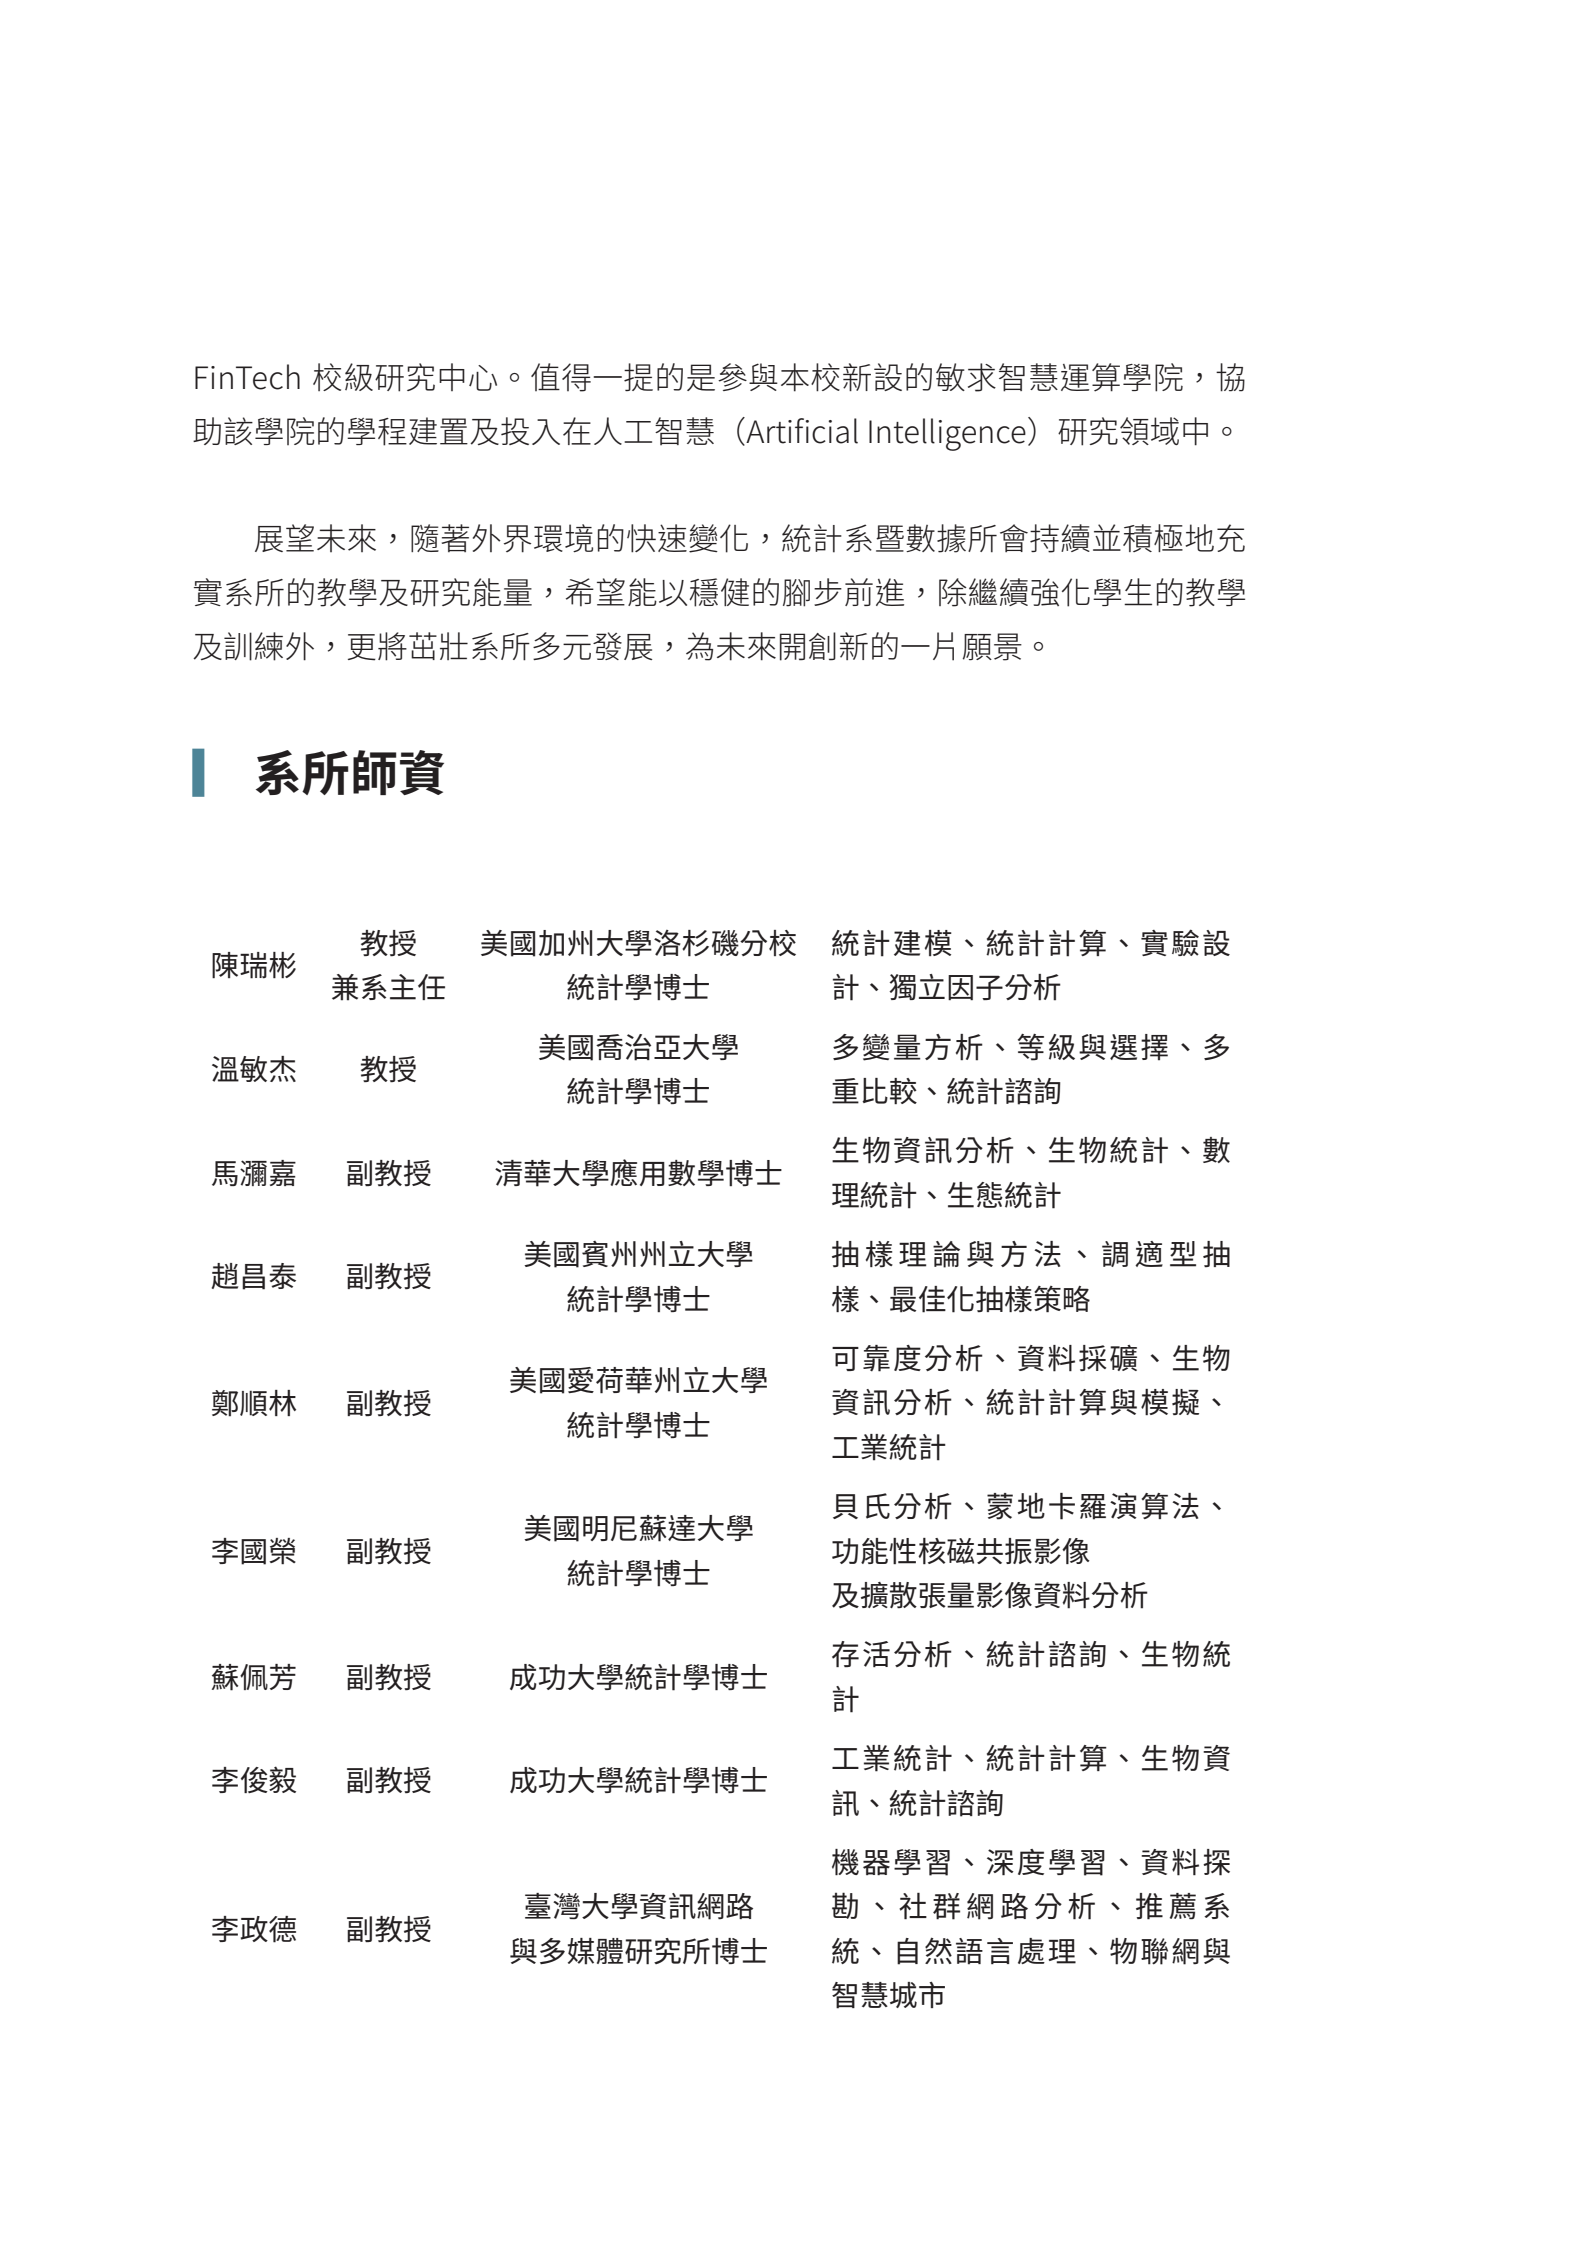 FinTech 校級研究中心。值得一提的是參與本校新設的敏求智慧運算學院，協
助該學院的學程建置及投入在人工智慧（Artificial Intelligence）研究領域中。
展望未來，隨著外界環境的快速變化，統計系暨數據所會持續並積極地充
實系所的教學及研究能量，希望能以穩健的腳步前進，除繼續強化學生的教學
及訓練外，更將茁壯系所多元發展，為未來開創新的一片願景。
系所師資
陳瑞彬
教授
兼系主任
美國加州大學洛杉磯分校
統計學博士
統計建模、統計計算、實驗設
計、獨立因子分析
溫敏杰
教授
美國喬治亞大學
統計學博士
多變量方析、等級與選擇、多
重比較、統計諮詢
馬瀰嘉
副教授
清華大學應用數學博士
生物資訊分析、生物統計、數
理統計、生態統計
趙昌泰
副教授
美國賓州州立大學
統計學博士
抽樣理論與方法、調適型抽
樣、最佳化抽樣策略
鄭順林
副教授
美國愛荷華州立大學
統計學博士
可靠度分析、資料採礦、生物
資訊分析、統計計算與模擬、
工業統計
李國榮
副教授
美國明尼蘇達大學
統計學博士
貝氏分析、蒙地卡羅演算法、
功能性核磁共振影像
及擴散張量影像資料分析
蘇佩芳
副教授
成功大學統計學博士
存活分析、統計諮詢、生物統
計
李俊毅
副教授
成功大學統計學博士
工業統計、統計計算、生物資
訊、統計諮詢
李政德
副教授
臺灣大學資訊網路
與多媒體研究所博士
機器學習、深度學習、資料探
勘、社群網路分析、推薦系
統、自然語言處理、物聯網與
智慧城市